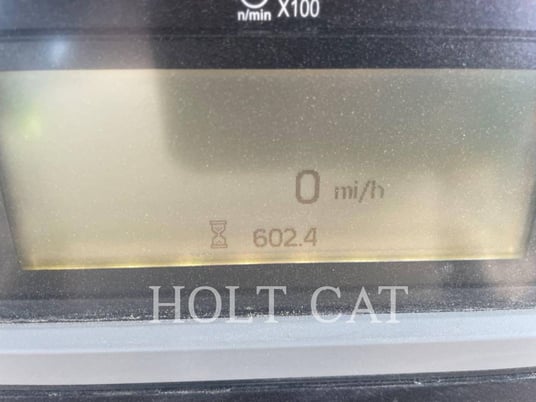 n/min X100
0 mi/h
602.4
HOLT CAT